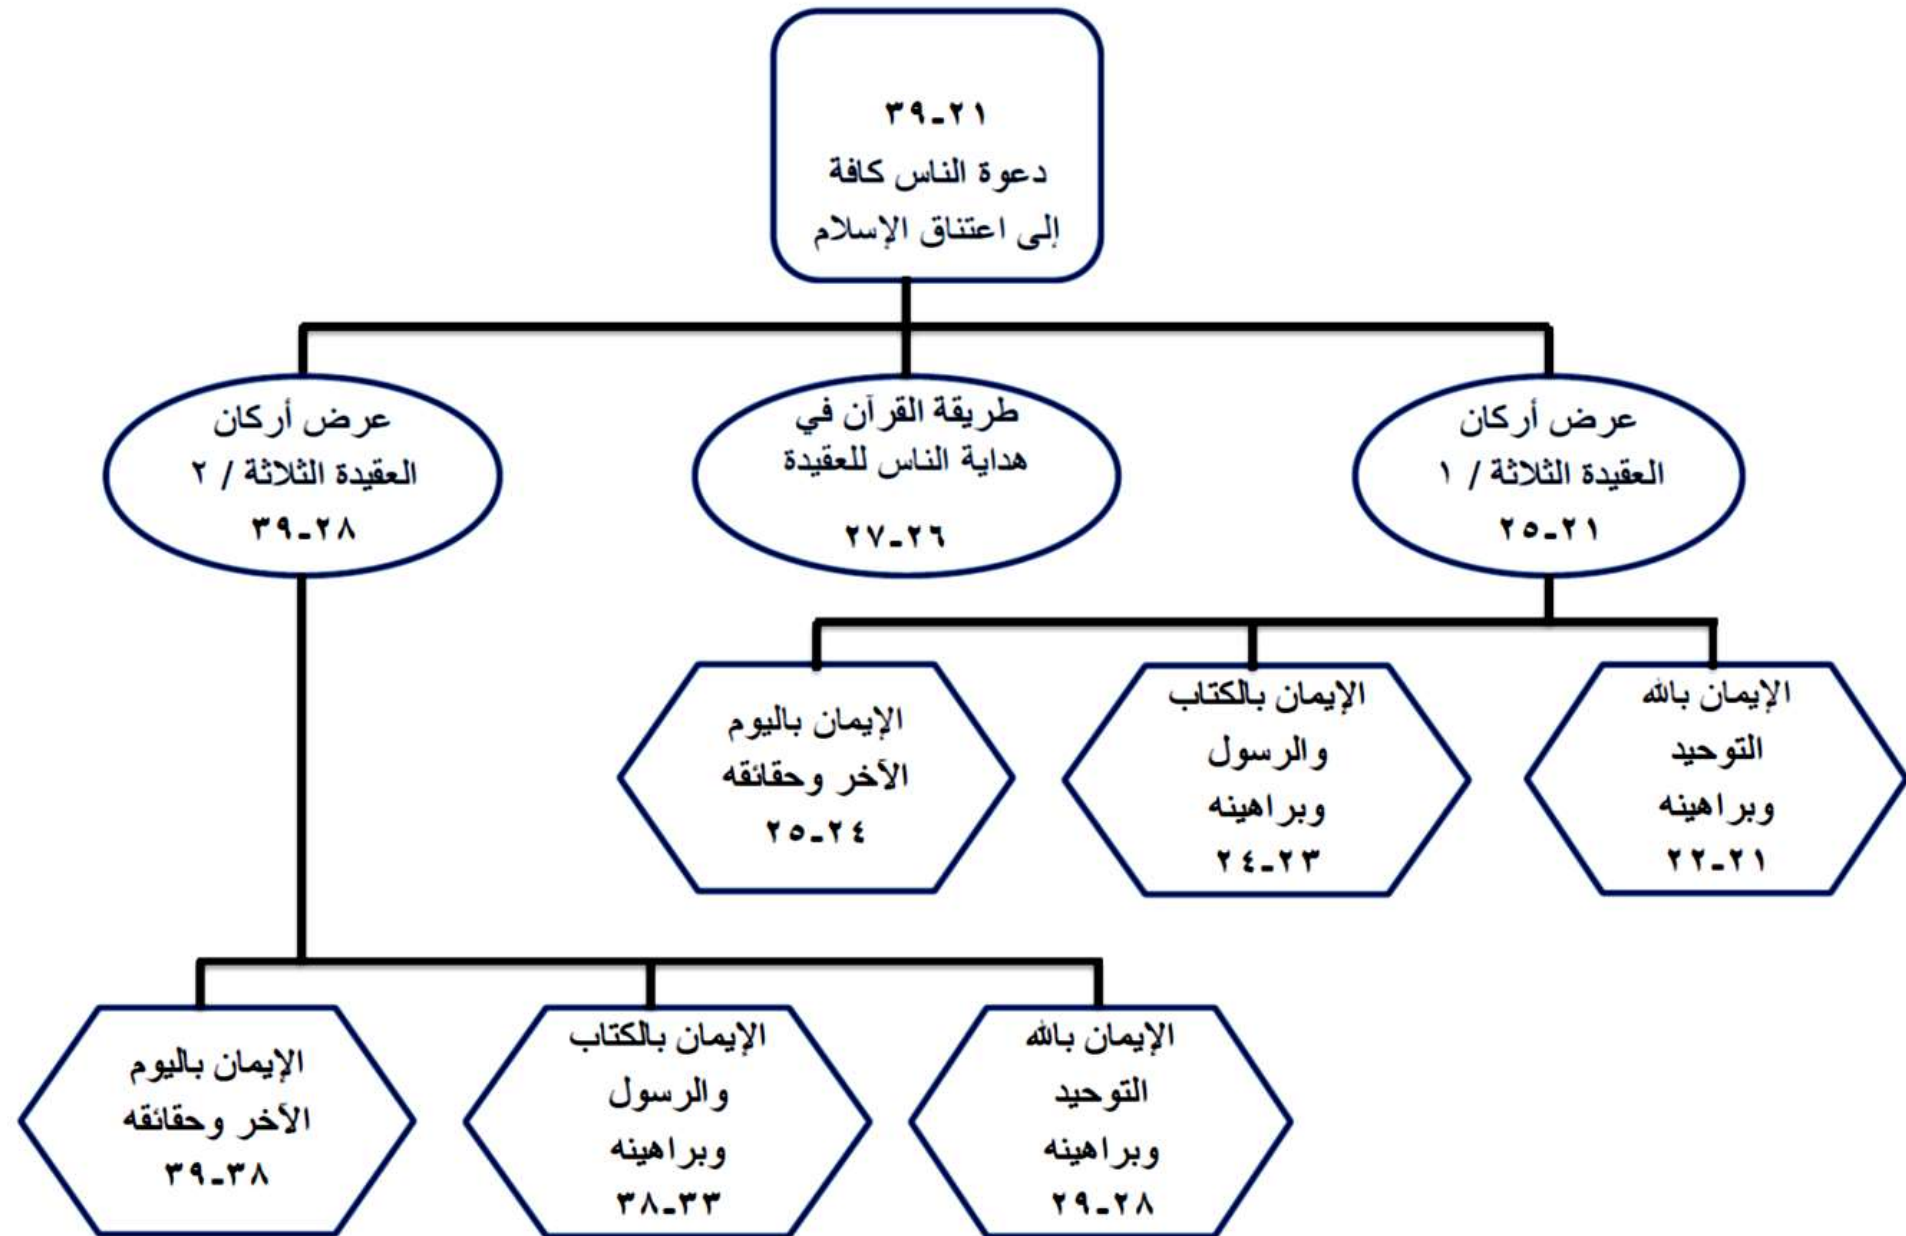 ٢١-٣٩
دعوة الناس كافة
إلى اعتناق الإسلام
عرض أركان
العقيدة الثلاثة / ١
٢١-٢٥
طريقة القرآن في
هداية الناس للعقيدة
٢٦-٢٧
عرض أركان
العقيدة الثلاثة / ٢
٢٨-٣٩
الإيمان بالله
التوحيد
وبراهينه
٢١-٢٢
الإيمان بالكتاب
والرسول
وبراهينه
٢٣-٢٤
الإيمان باليوم
الآخر وحقائقه
٢٤-٢٥
الإيمان بالله
التوحيد
وبراهينه
٢٨-٢٩
الإيمان بالكتاب
والرسول
وبراهينه
٣٣-٣٨
الإيمان باليوم
الآخر وحقائقه
٣٨-٣٩